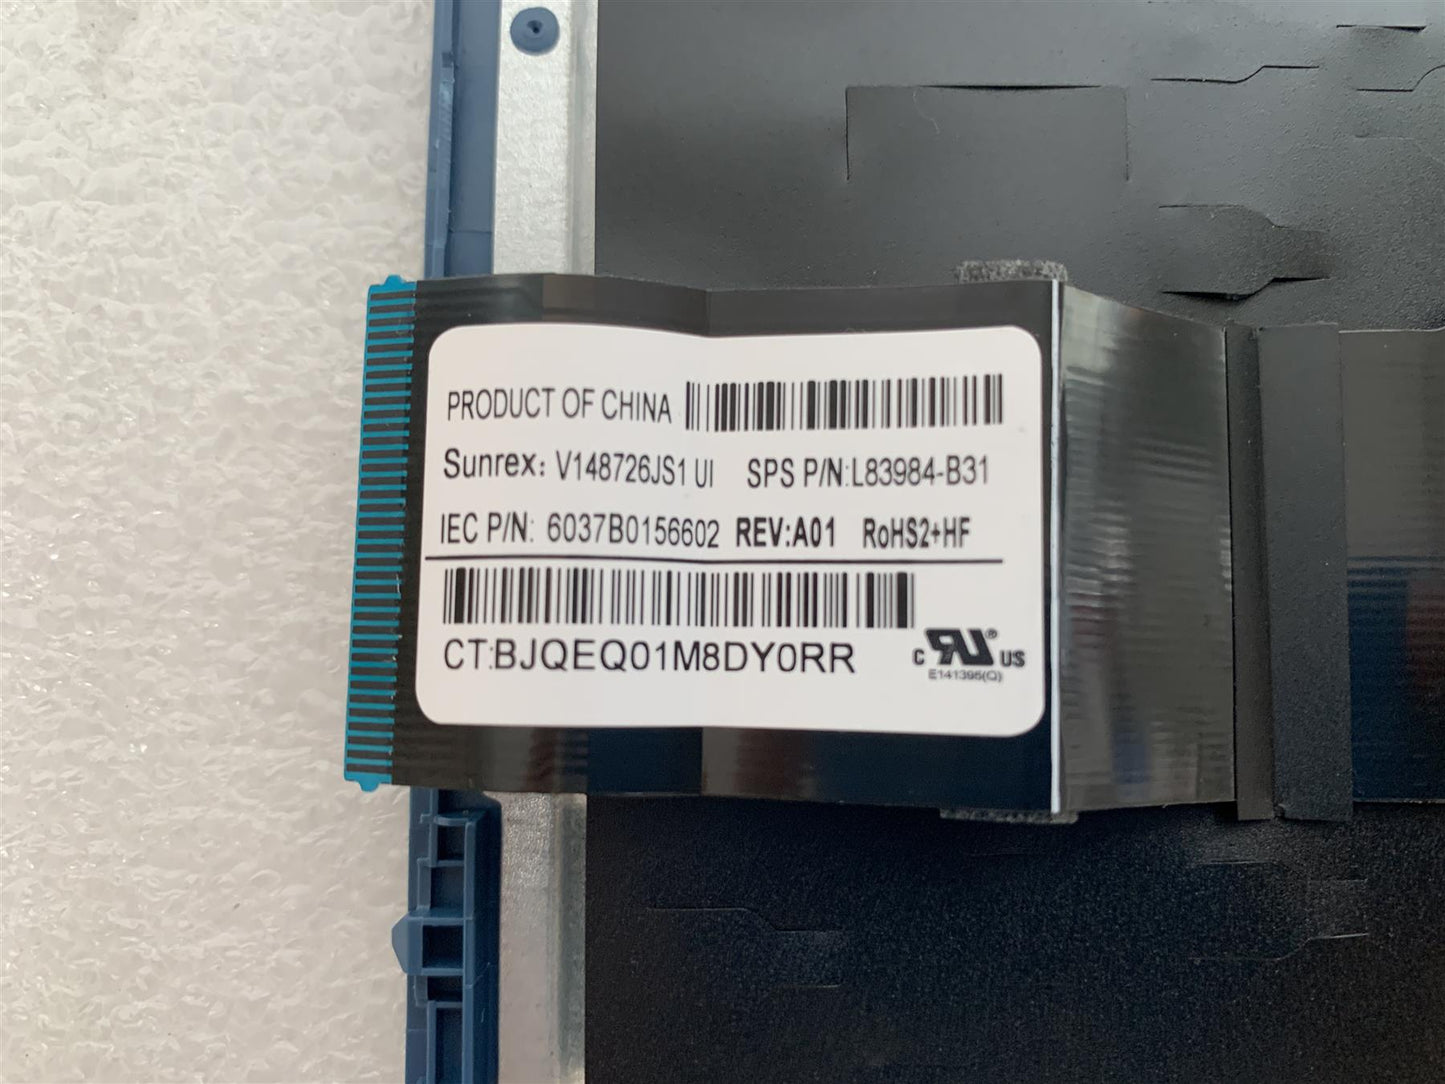 PRODUCT OF CHINA
Sunrex: V148726JS1 UI SPS P/N:L83984-B31
IEC P/N: 6037B0156602 REV:A01 RoHS2+HF
CT:BJQEQ01M8DY0RR
c RU® US
E141395(Q)